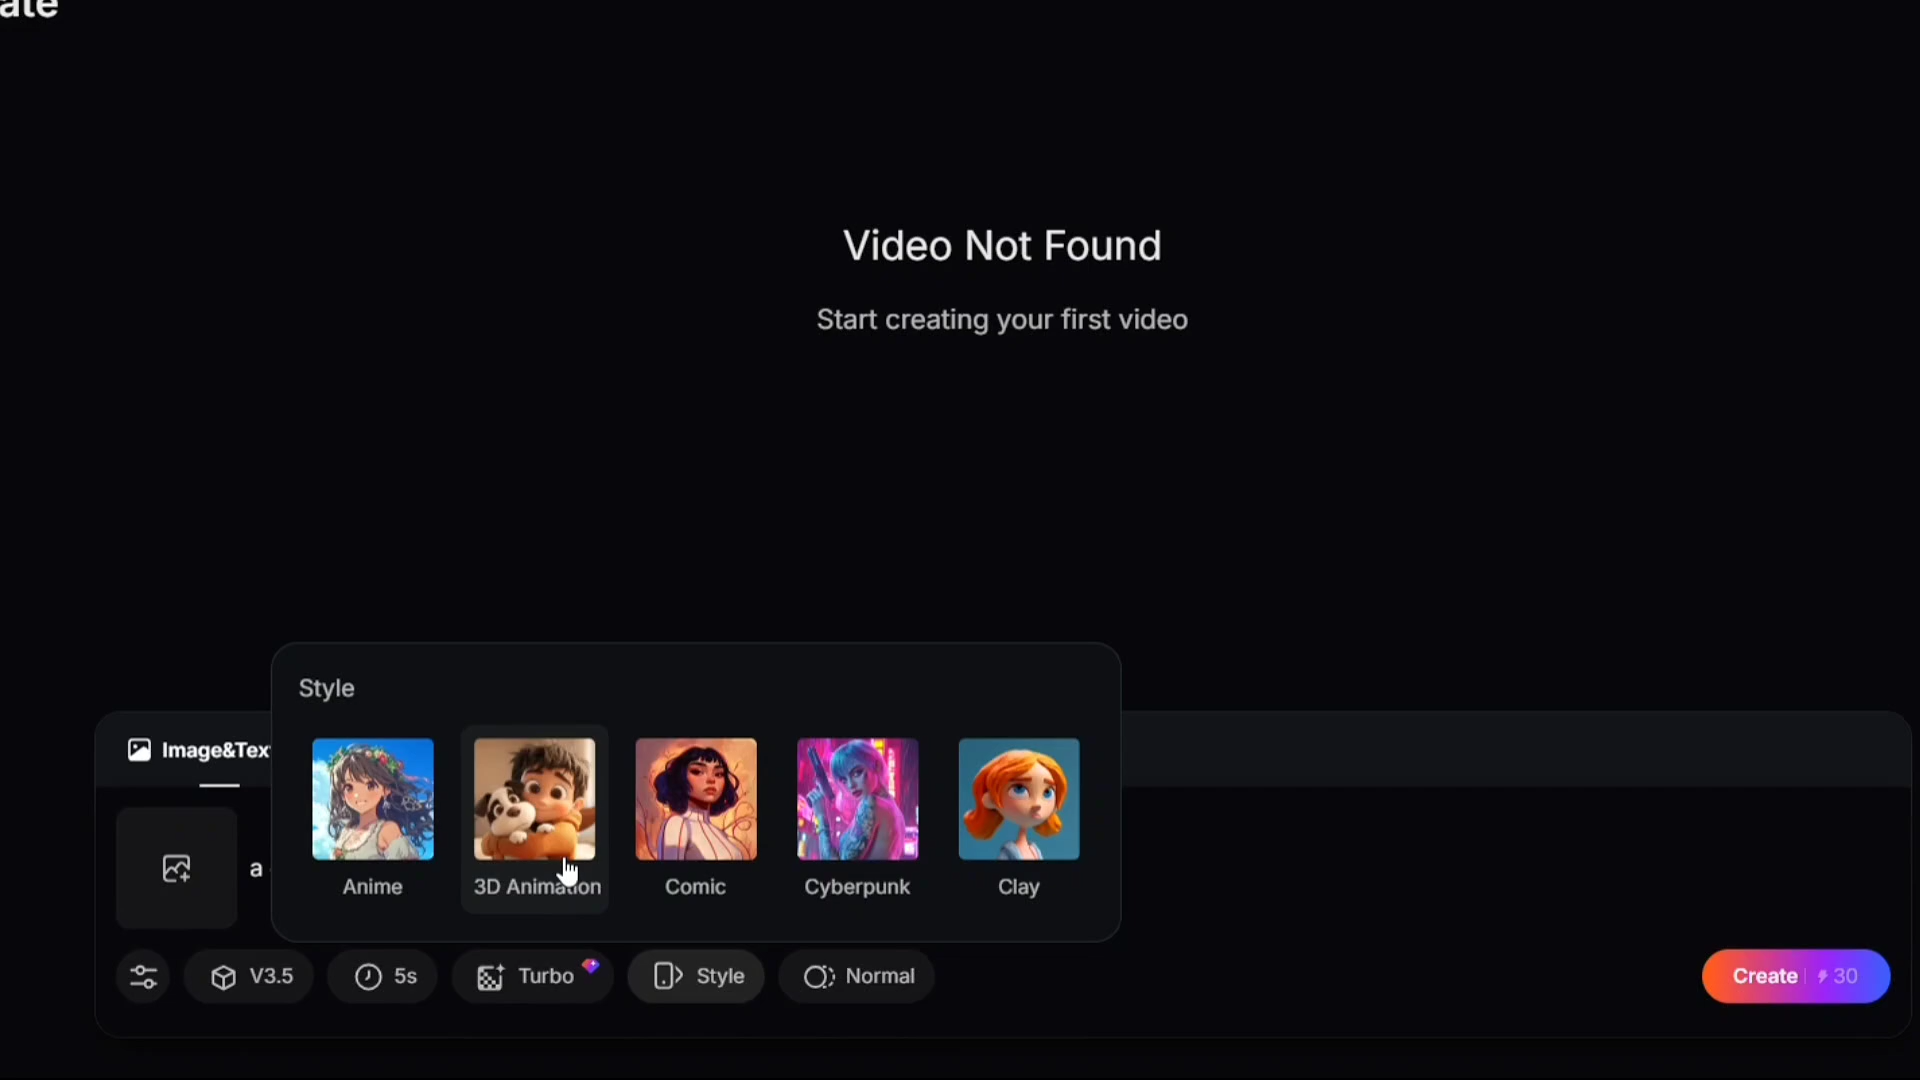 ate
Video Not Found
Start creating your first video
Style
Image&Tex
Anime
3D Animation
Comic
Cyberpunk
Clay
a
V3.5
5s
Turbo
Style
Normal
Create
30